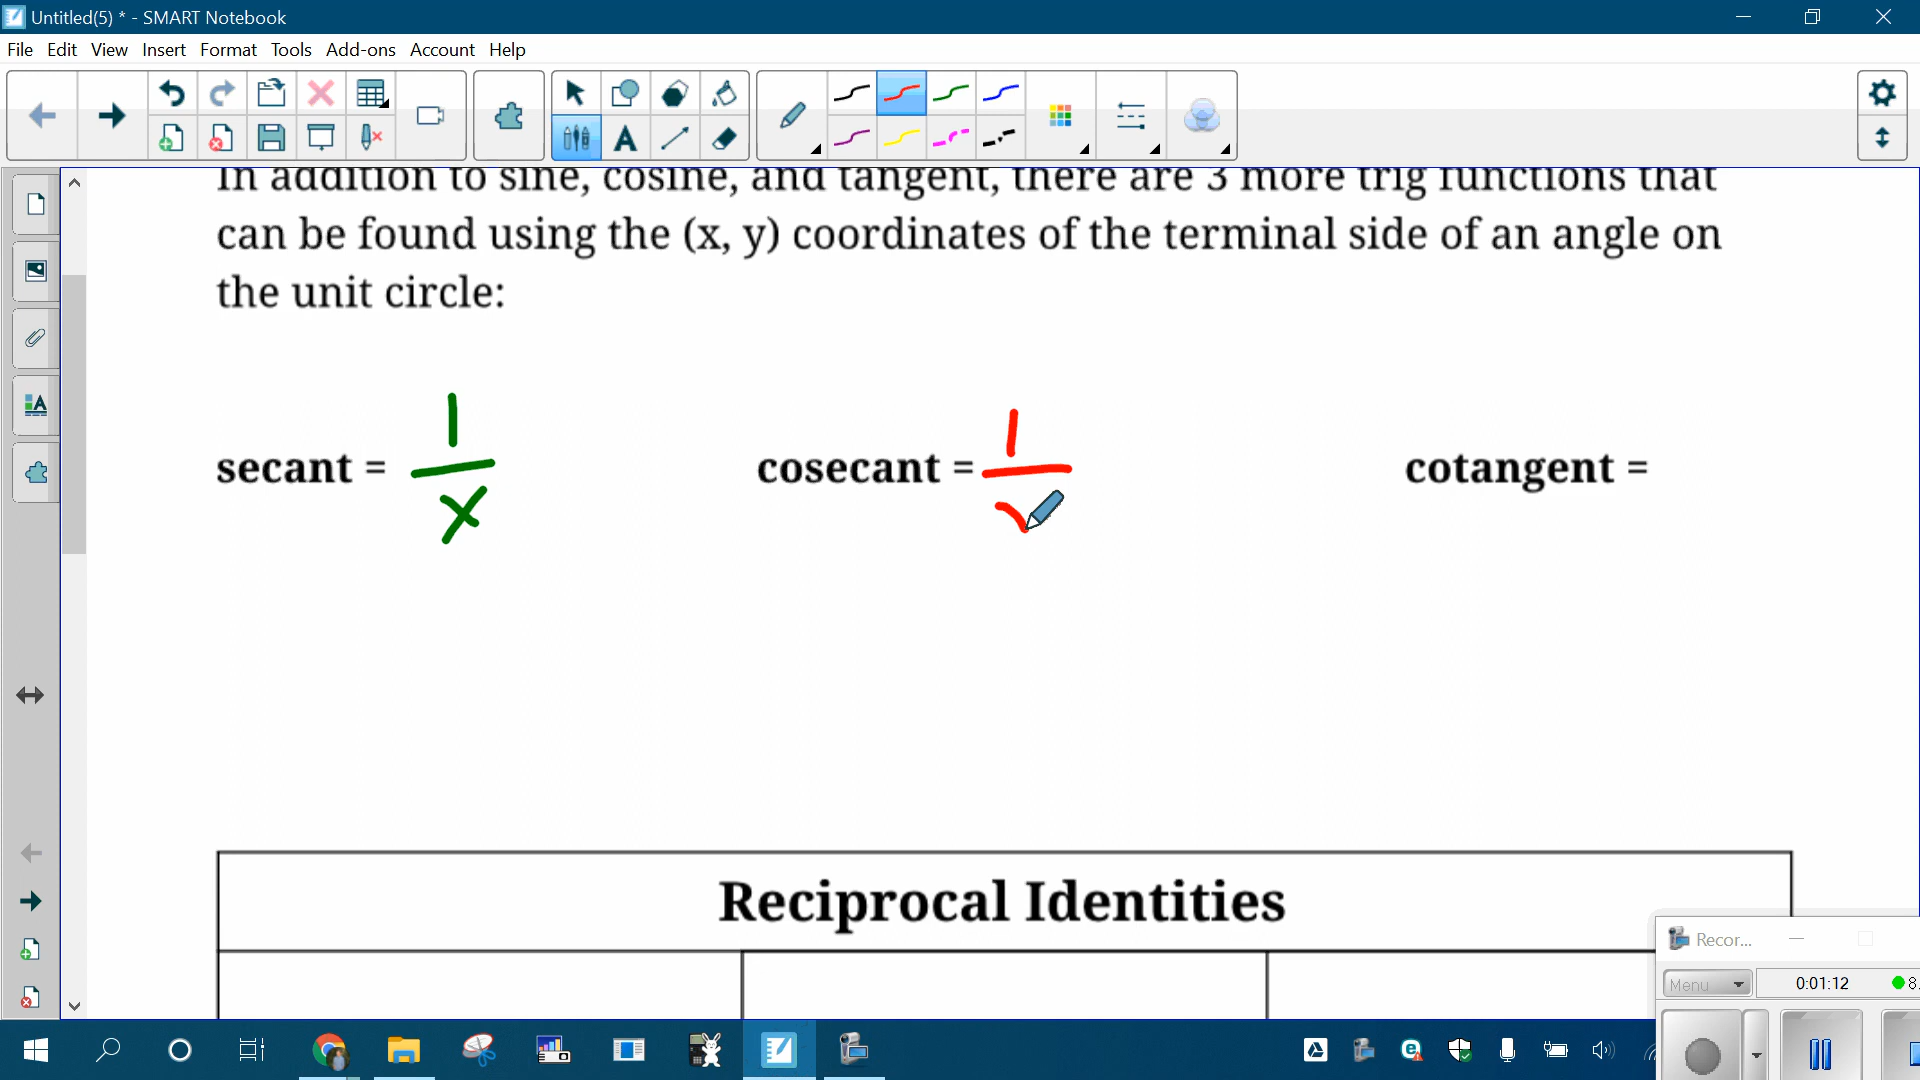 Untitled(5) * - SMART Notebook
File Edit View Insert Format Tools Add-ons Account Help
In addition to sine, cosine, and tangent, there are 3 more trig functions that
can be found using the (x, y) coordinates of the terminal side of an angle on
the unit circle:
secant = 1/x
cosecant = 1/
cotangent =
Reciprocal Identities
Recor...
Menu
0:01:12
8.